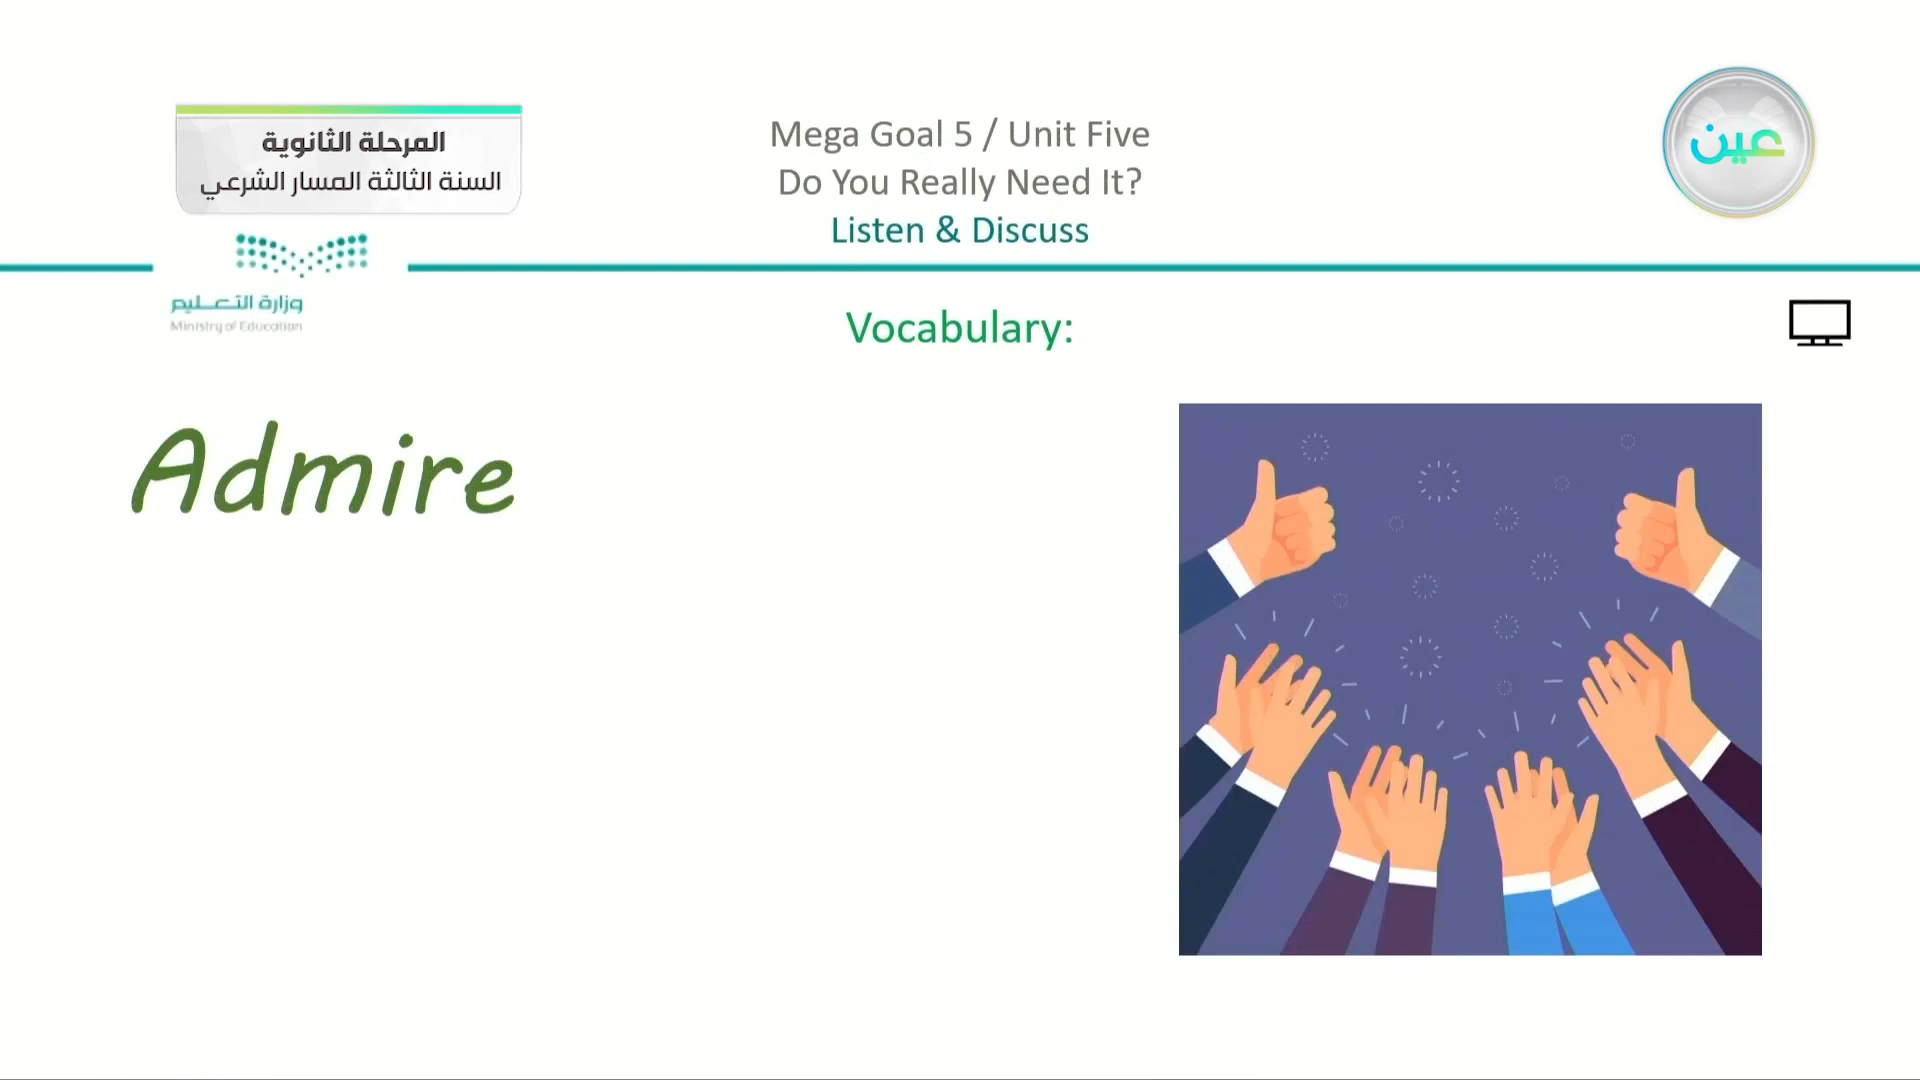 المرحلة الثانوية
السنة الثالثة المسار الشرعي
Mega Goal 5 / Unit Five
Do You Really Need It?
Listen & Discuss
عين
وزارة التعليم
Ministry of Education
Vocabulary:
Admire